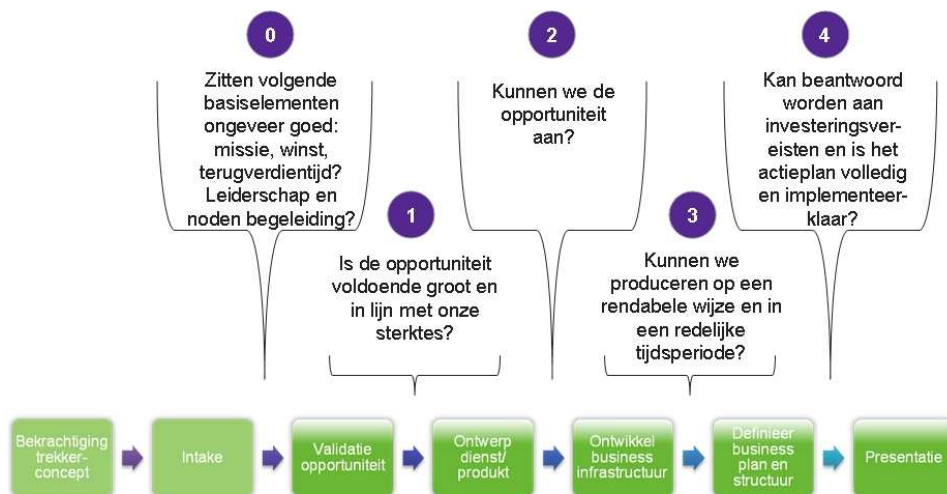 0
Zitten volgende
basiselementen
ongeveer goed:
missie, winst,
terugverdientijd?
Leiderschap en
noden begeleiding?
1
Is de opportuniteit
voldoende groot en
in lijn met onze
sterktes?
2
Kunnen we de
opportuniteit
aan?
3
Kunnen we
produceren op een
rendabele wijze en in
een redelijke
tijdsperiode?
4
Kan beantwoord
worden aan
investeringsver-
eisten en is het
actieplan volledig
en implementeer-
klaar?
Bekrachtiging
trekker-
concept
Intake
Validatie
opportuniteit
Ontwerp
dienst/
produkt
Ontwikkel
business
infrastructuur
Definieer
business
plan en
structuur
Presentatie